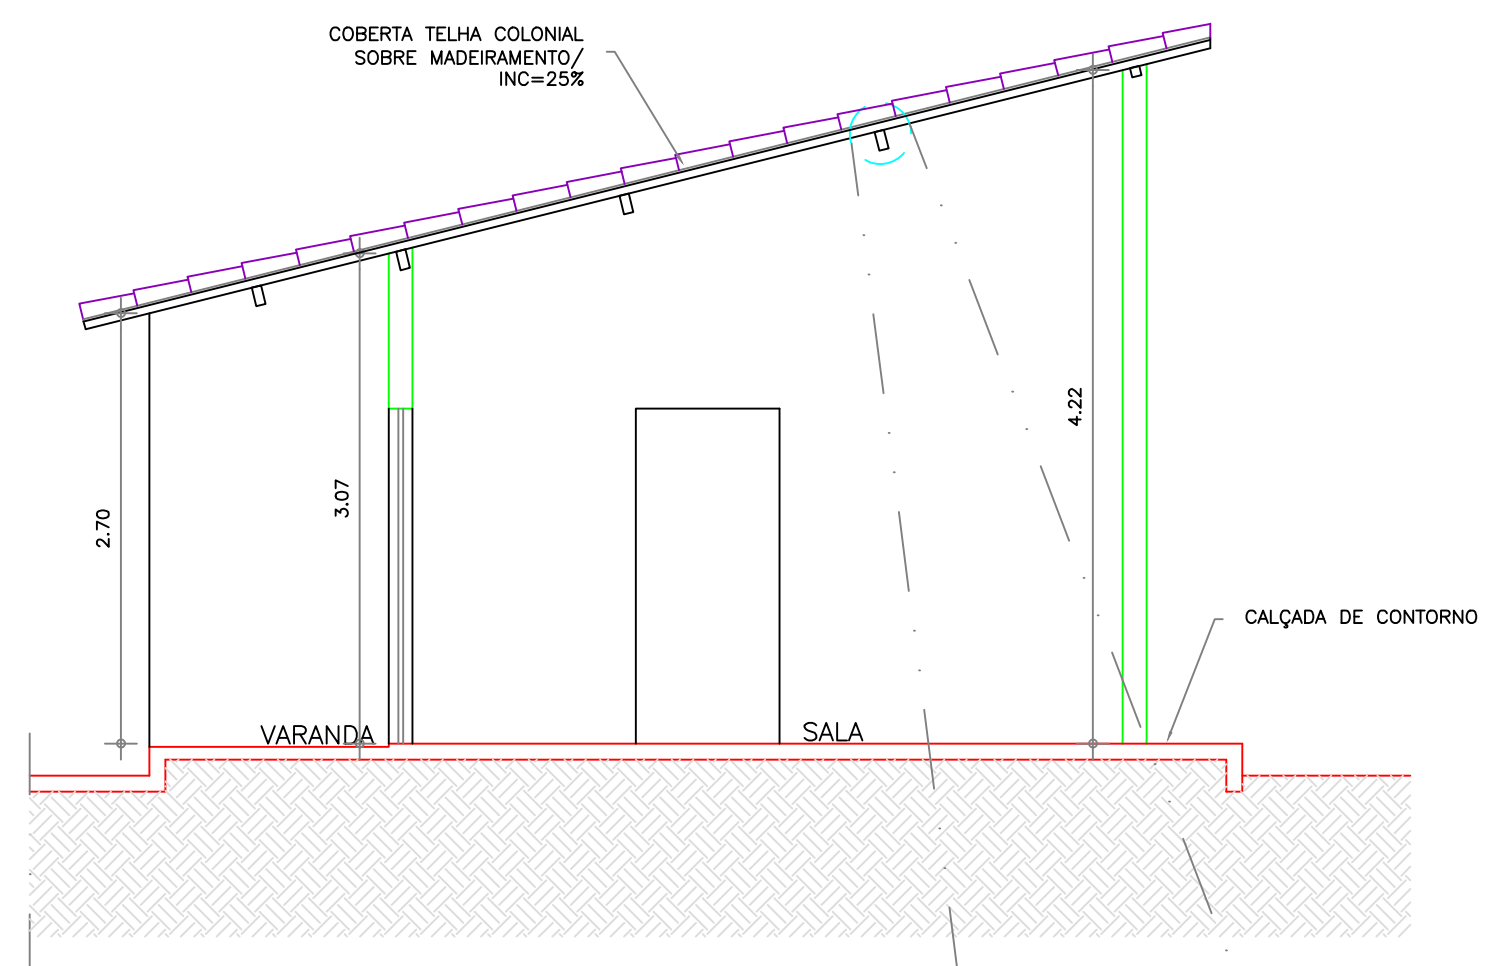 COBERTA TELHA COLONIAL
SOBRE MADEIRAMENTO/
INC=25%
4.22
3.07
2.70
CALÇADA DE CONTORNO
VARANDA
SALA